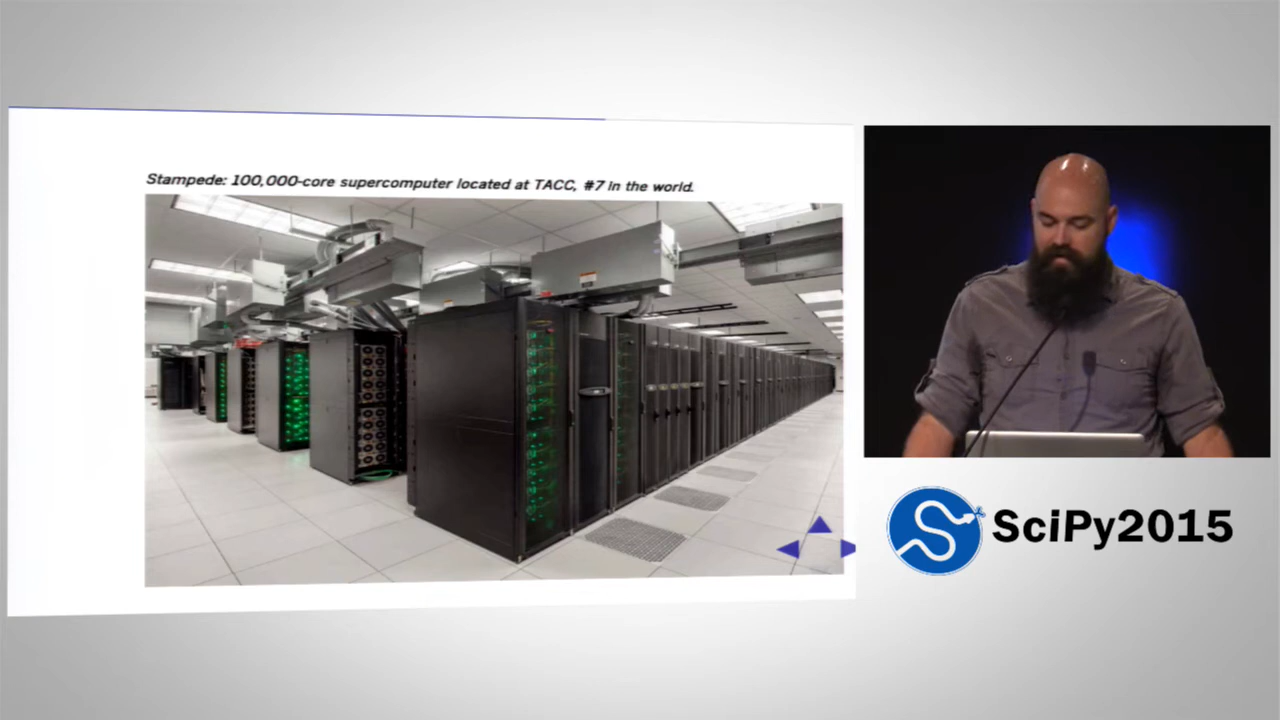 Stampede: 100,000-core supercomputer located at TACC, #7 in the world.
SciPy2015